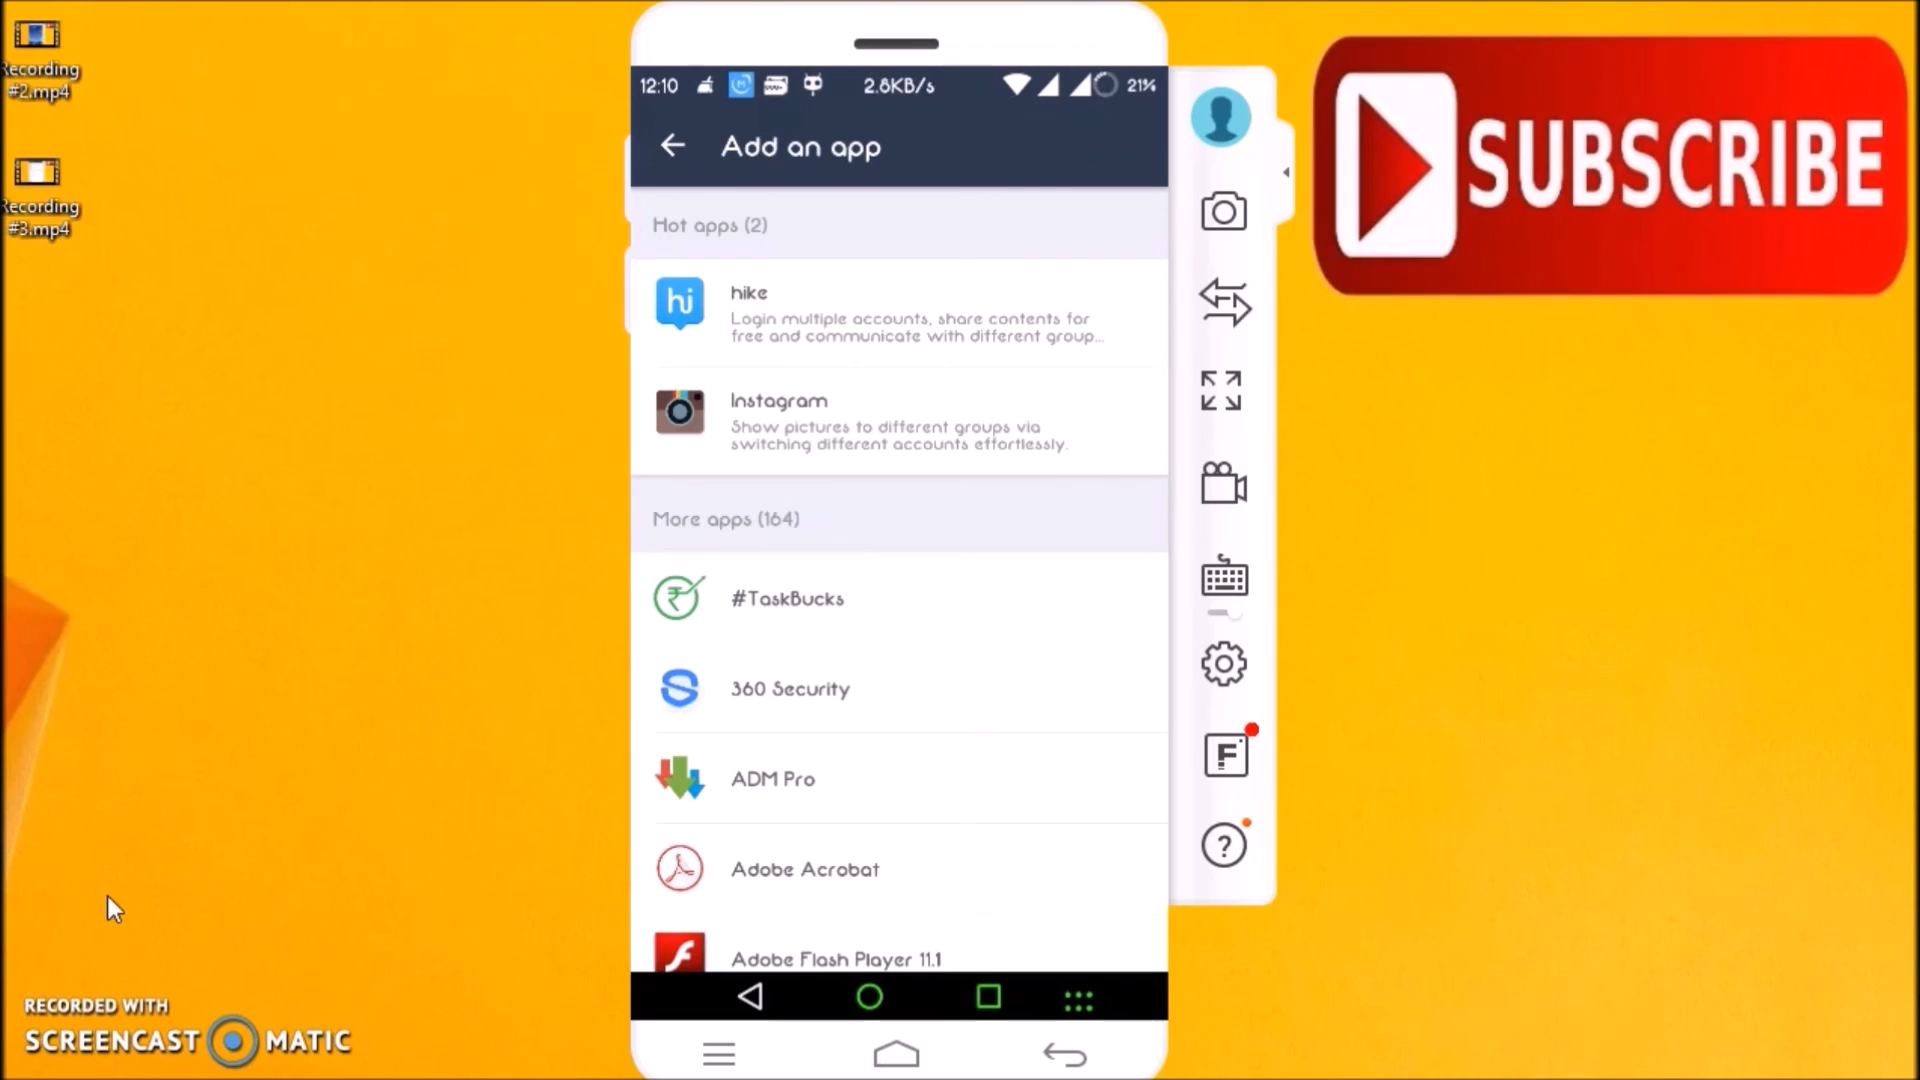 Recording
#2.mp4
Recording
#3.mp4
12:10 2.8KB/s 21%
Add an app
Hot apps (2)
hi
hike
Login multiple accounts, share contents for
free and communicate with different group...
Instagram
Show pictures to different groups via
switching different accounts effortlessly.
More apps (164)
#TaskBucks
360 Security
ADM Pro
Adobe Acrobat
Adobe Flash Player 11.1
F
?
SUBSCRIBE
RECORDED WITH
SCREENCAST MATIC